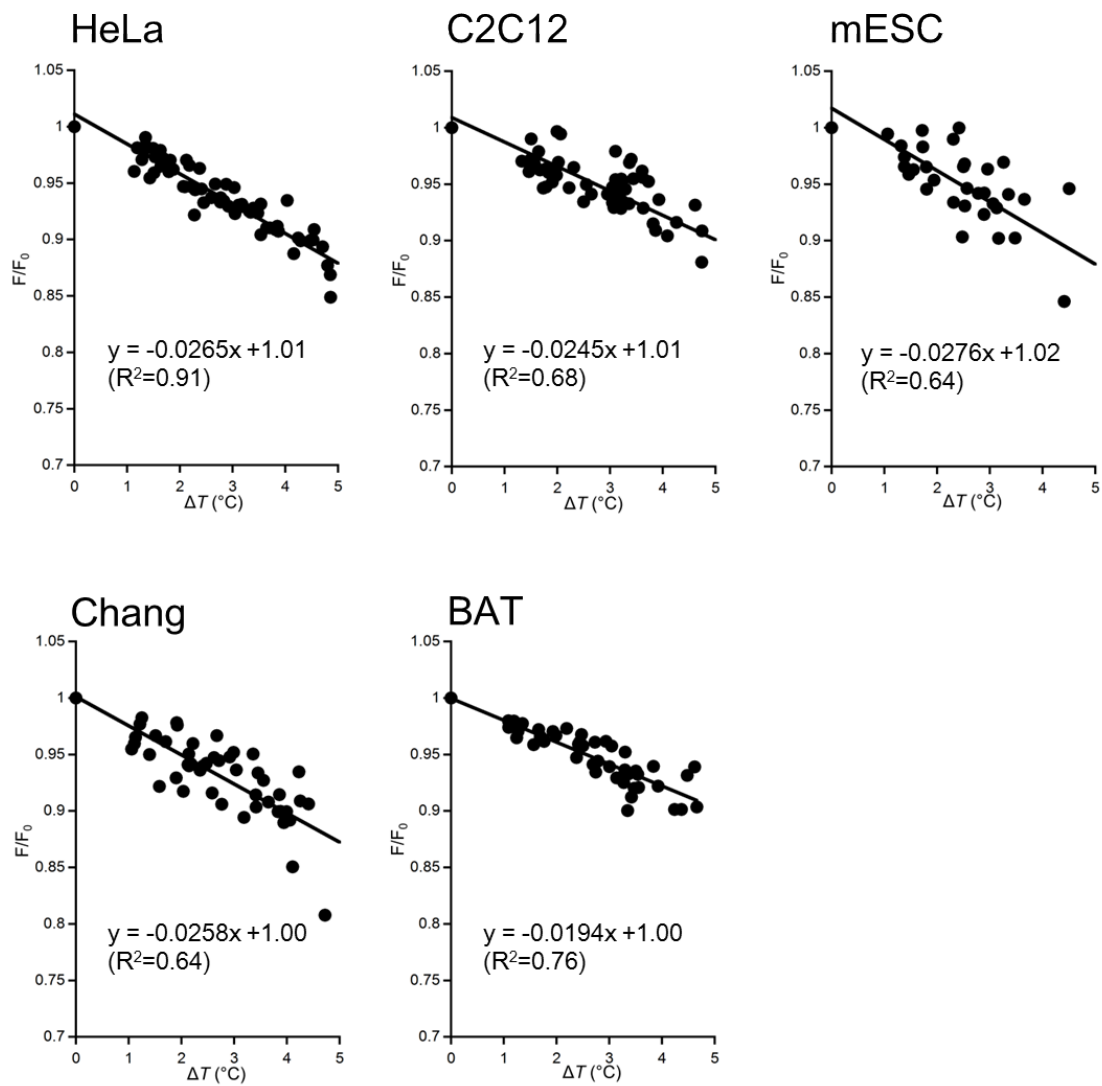 HeLa
1.05
1
0.95
0.9
0.85
0.8
0.75
0.7
F/F0
y = -0.0265x +1.01
(R2=0.91)
0 1 2 3 4 5
ΔT (°C)
C2C12
1.05
1
0.95
0.9
0.85
0.8
0.75
0.7
F/F0
y = -0.0245x +1.01
(R2=0.68)
0 1 2 3 4 5
ΔT (°C)
mESC
1.05
1
0.95
0.9
0.85
0.8
0.75
0.7
F/F0
y = -0.0276x +1.02
(R2=0.64)
0 1 2 3 4 5
ΔT (°C)
Chang
1.05
1
0.95
0.9
0.85
0.8
0.75
0.7
F/F0
y = -0.0258x +1.00
(R2=0.64)
0 1 2 3 4 5
ΔT (°C)
BAT
1.05
1
0.95
0.9
0.85
0.8
0.75
0.7
F/F0
y = -0.0194x +1.00
(R2=0.76)
0 1 2 3 4 5
ΔT (°C)